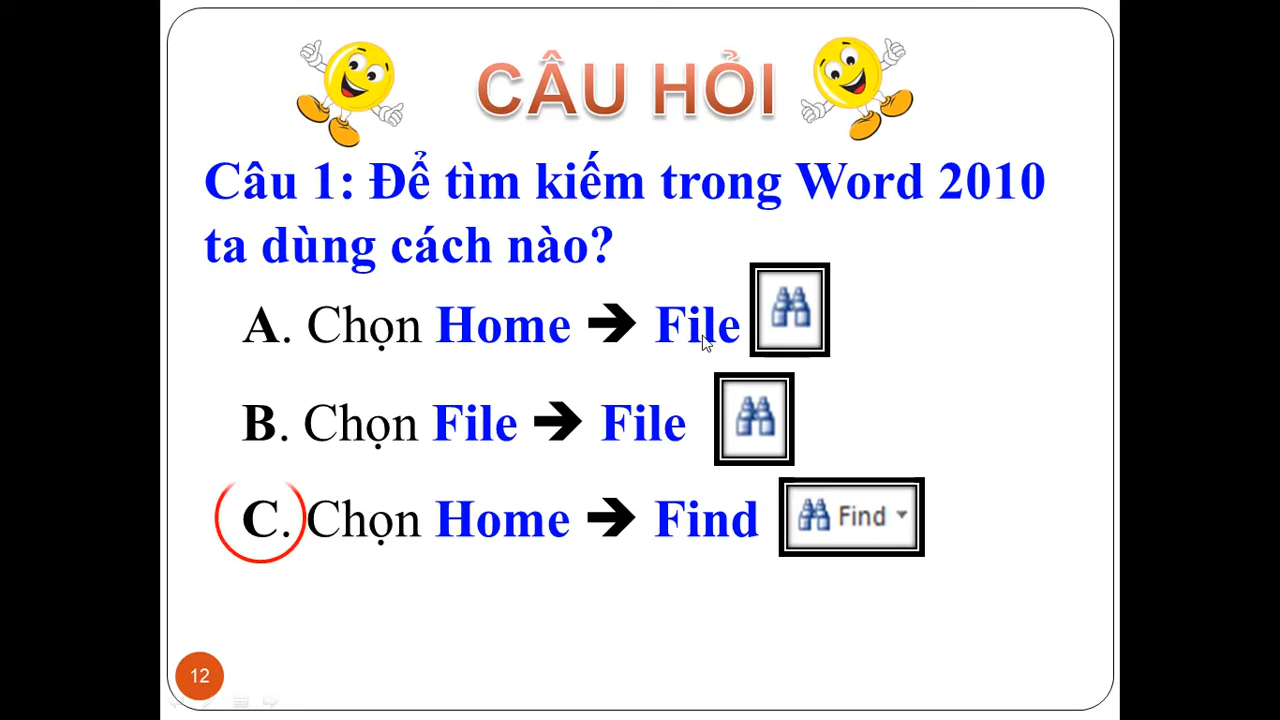 CÂU HỎI
Câu 1: Để tìm kiếm trong Word 2010
ta dùng cách nào?
A. Chọn Home ➔ File
B. Chọn File ➔ File
C. Chọn Home ➔ Find Find
12